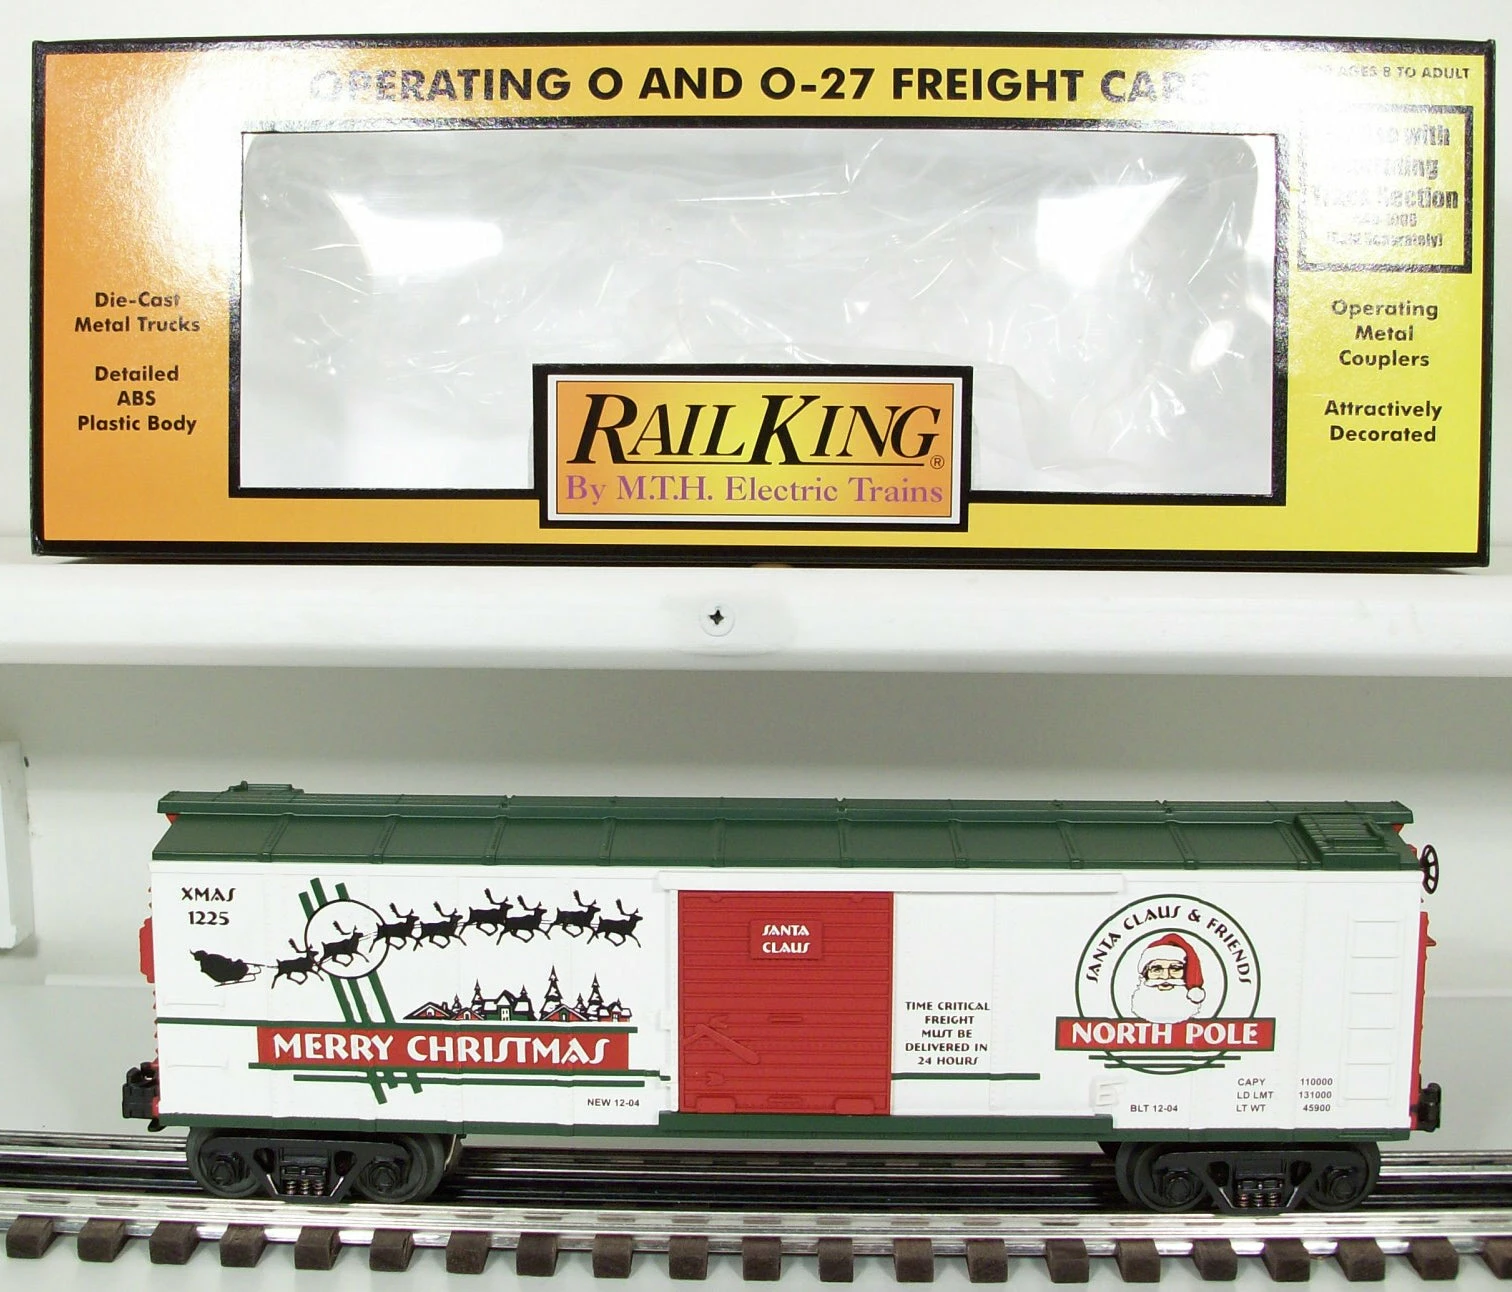 OPERATING O AND O-27 FREIGHT CARS
AGES 8 TO ADULT
with
Track Section
Die-Cast
Metal Trucks
Detailed
ABS
Plastic Body
Operating
Metal
Couplers
Attractively
Decorated
RAILKING®
By M.T.H. Electric Trains
XMAS
1225
MERRY CHRISTMAS
NEW 12-04
SANTA
CLAUS
TIME CRITICAL
FREIGHT
MUST BE
DELIVERED IN
24 HOURS
SANTA CLAUS & FRIENDS
NORTH POLE
BLT 12-04
CAPY 110000
LD LMT 131000
LT WT 45900